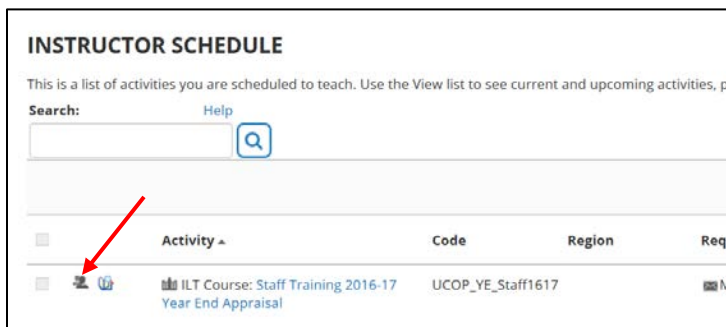 INSTRUCTOR SCHEDULE
This is a list of activities you are scheduled to teach. Use the View list to see current and upcoming activities, p
Search: Help
Activity Code Region Req
ILT Course: Staff Training 2016-17 UCOP_YE_Staff1617 M
Year End Appraisal